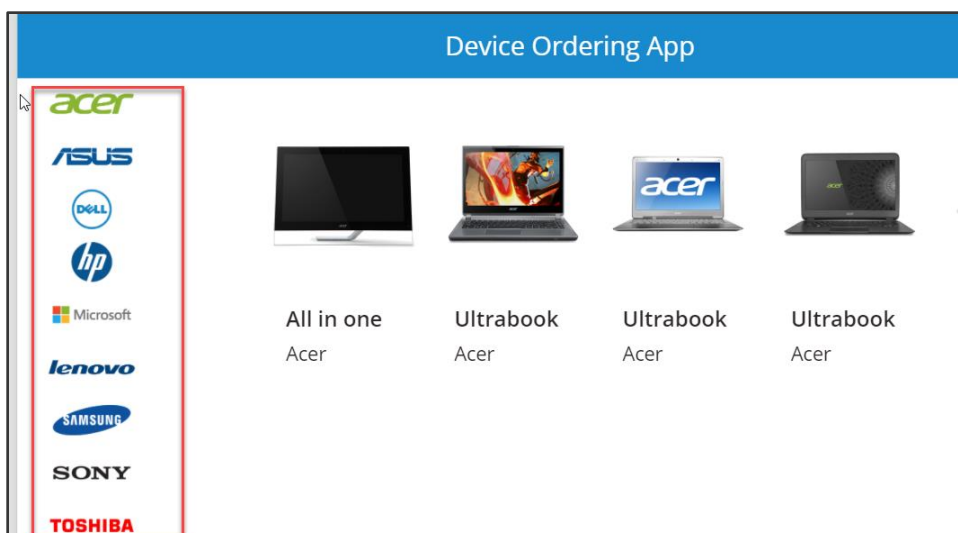 Device Ordering App
acer
ASUS
DELL
hp
Microsoft
lenovo
SAMSUNG
SONY
TOSHIBA
acer
acer
All in one
Ultrabook
Ultrabook
Ultrabook
Acer
Acer
Acer
Acer